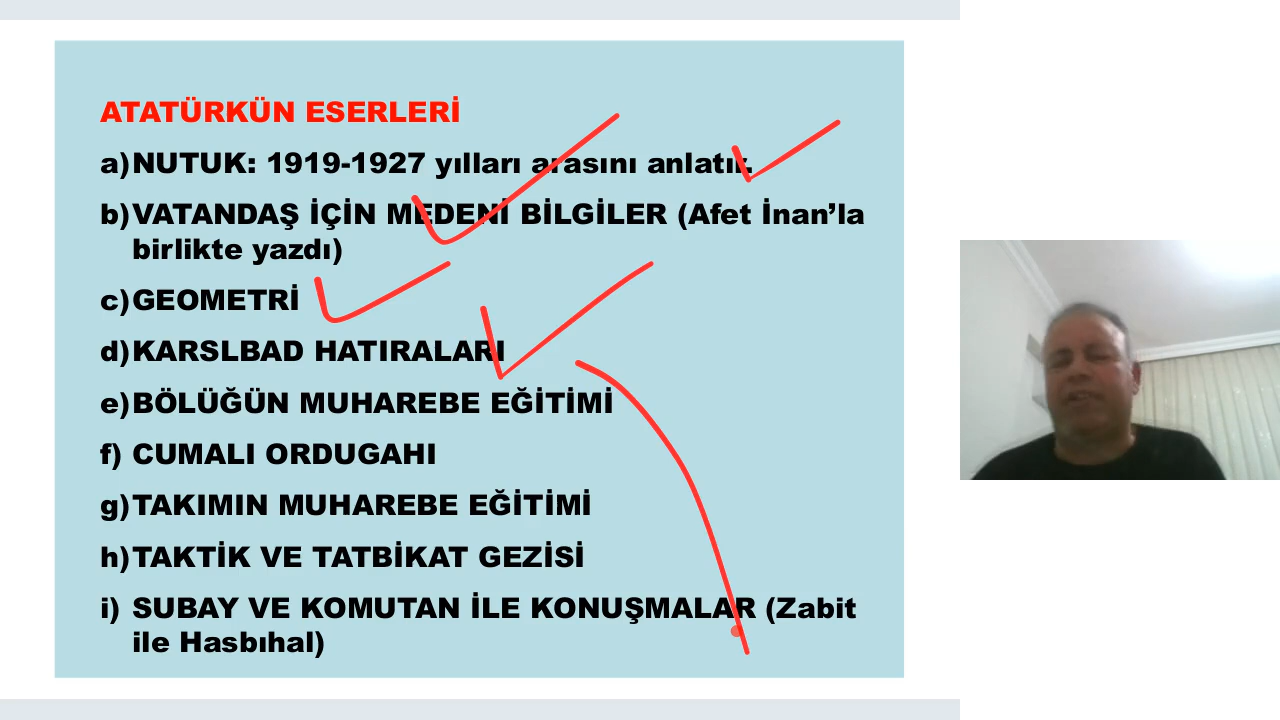 ATATÜRKÜN ESERLERİ
a) NUTUK: 1919-1927 yılları arasını anlatır.
b) VATANDAŞ İÇİN MEDENİ BİLGİLER (Afet İnan’la
birlikte yazdı)
c) GEOMETRİ
d) KARSLBAD HATIRALARI
e) BÖLÜĞÜN MUHAREBE EĞİTİMİ
f) CUMALI ORDUGAHI
g) TAKIMIN MUHAREBE EĞİTİMİ
h) TAKTİK VE TATBİKAT GEZİSİ
i) SUBAY VE KOMUTAN İLE KONUŞMALAR (Zabit
ile Hasbıhal)